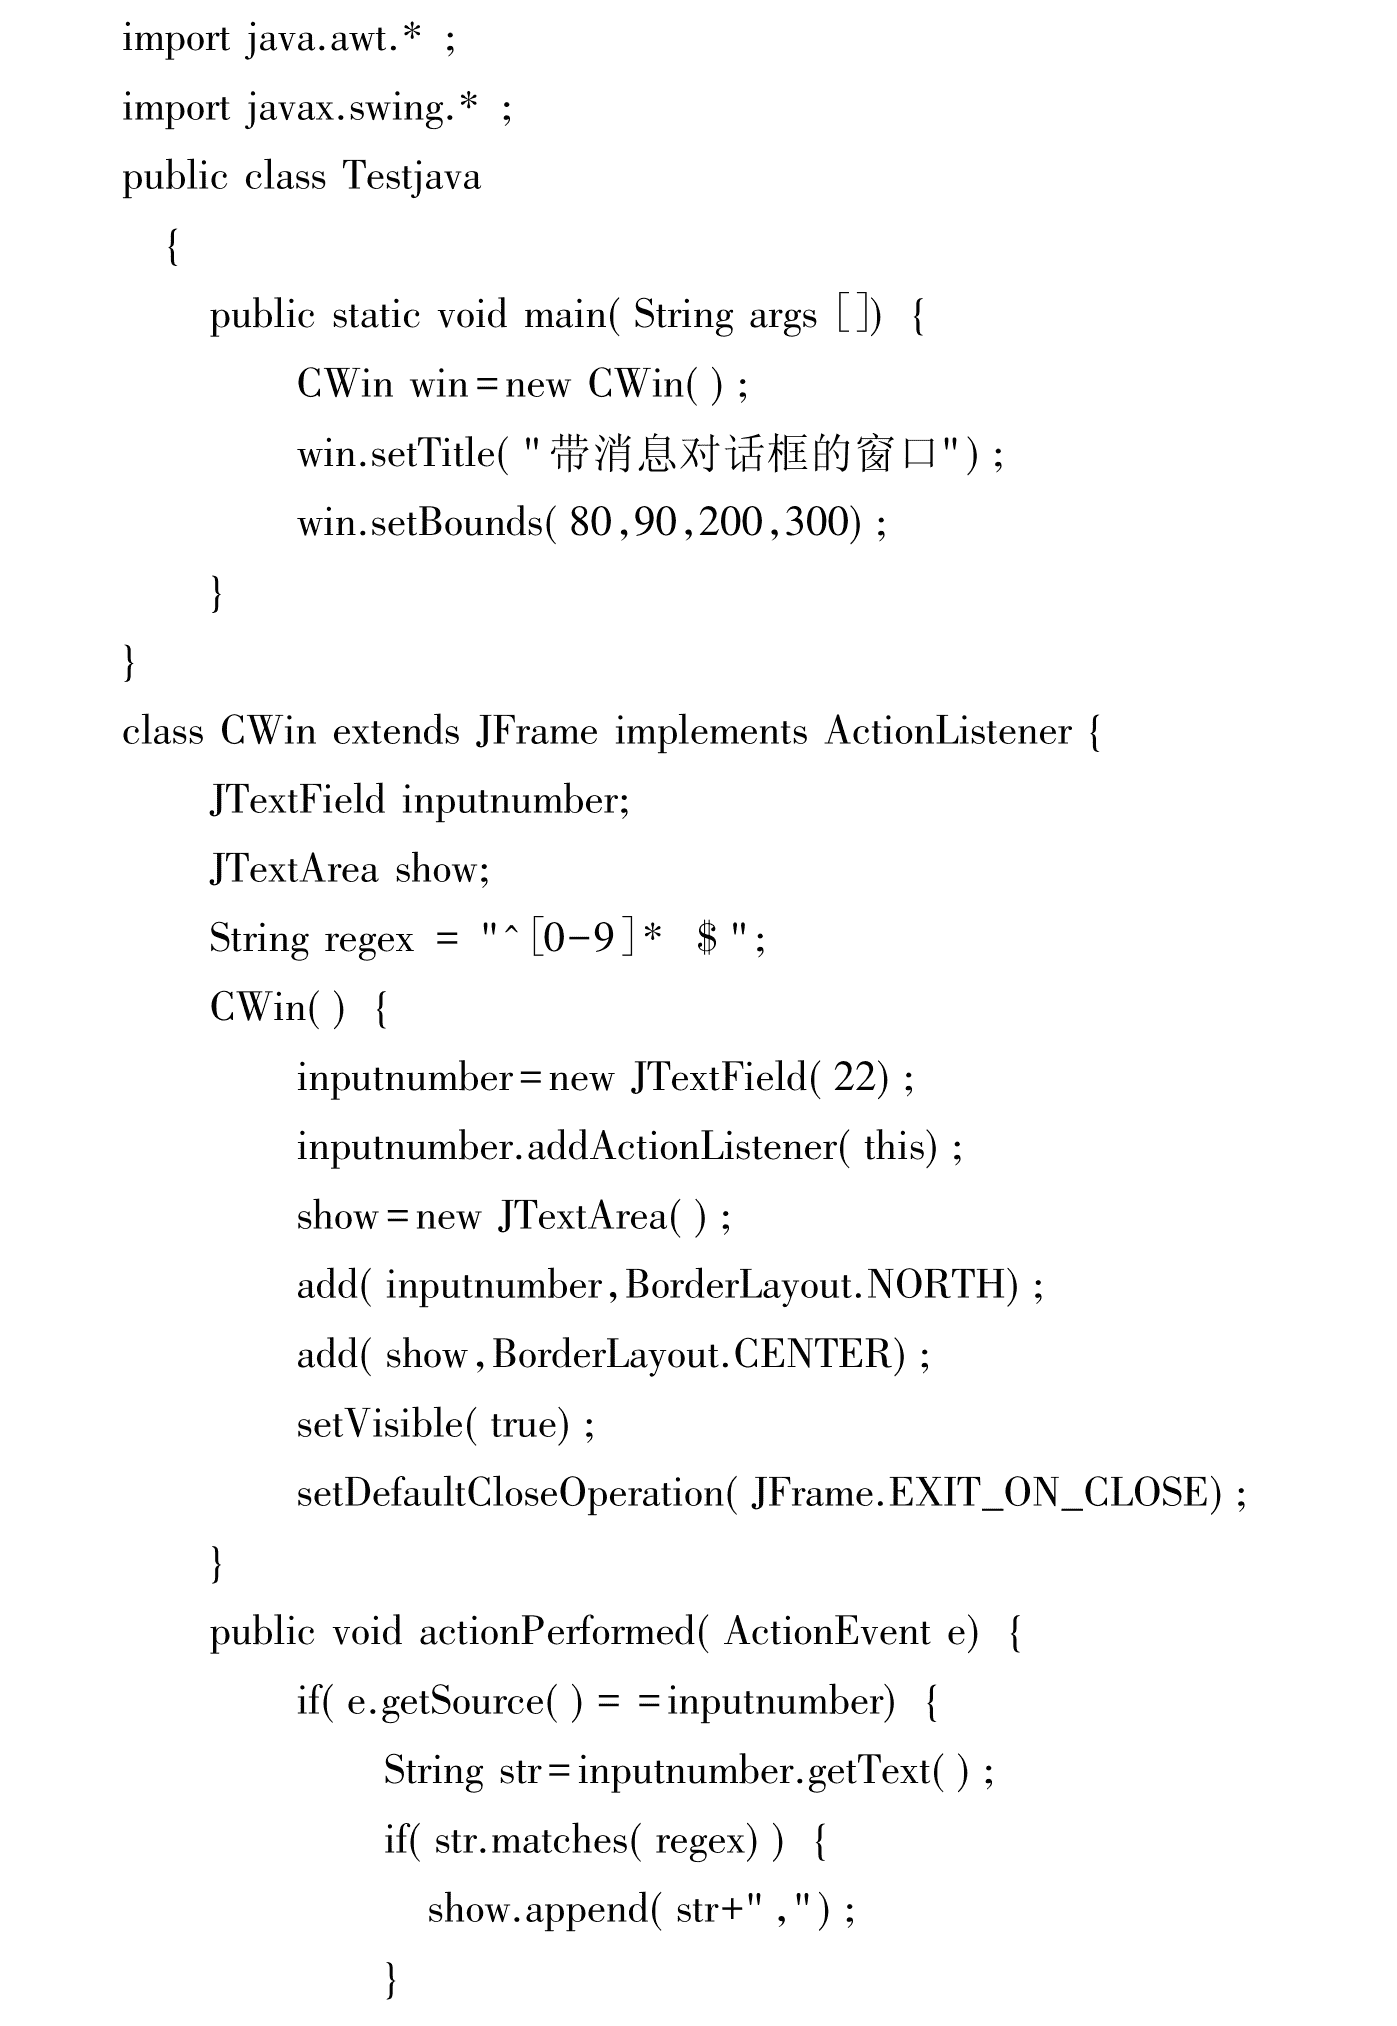 import java.awt.* ;
import javax.swing.* ;
public class Testjava
{
public static void main( String args []) {
CWin win=new CWin( ) ;
win.setTitle( "带消息对话框的窗口") ;
win.setBounds( 80,90,200,300) ;
}
}
class CWin extends JFrame implements ActionListener {
JTextField inputnumber;
JTextArea show;
String regex = "^[0-9]* $ ";
CWin( ) {
inputnumber=new JTextField( 22) ;
inputnumber.addActionListener( this) ;
show=new JTextArea( ) ;
add( inputnumber,BorderLayout.NORTH) ;
add( show,BorderLayout.CENTER) ;
setVisible( true) ;
setDefaultCloseOperation( JFrame.EXIT_ON_CLOSE) ;
}
public void actionPerformed( ActionEvent e) {
if( e.getSource( ) = =inputnumber) {
String str=inputnumber.getText( ) ;
if( str.matches( regex) ) {
show.append( str+" ,") ;
}